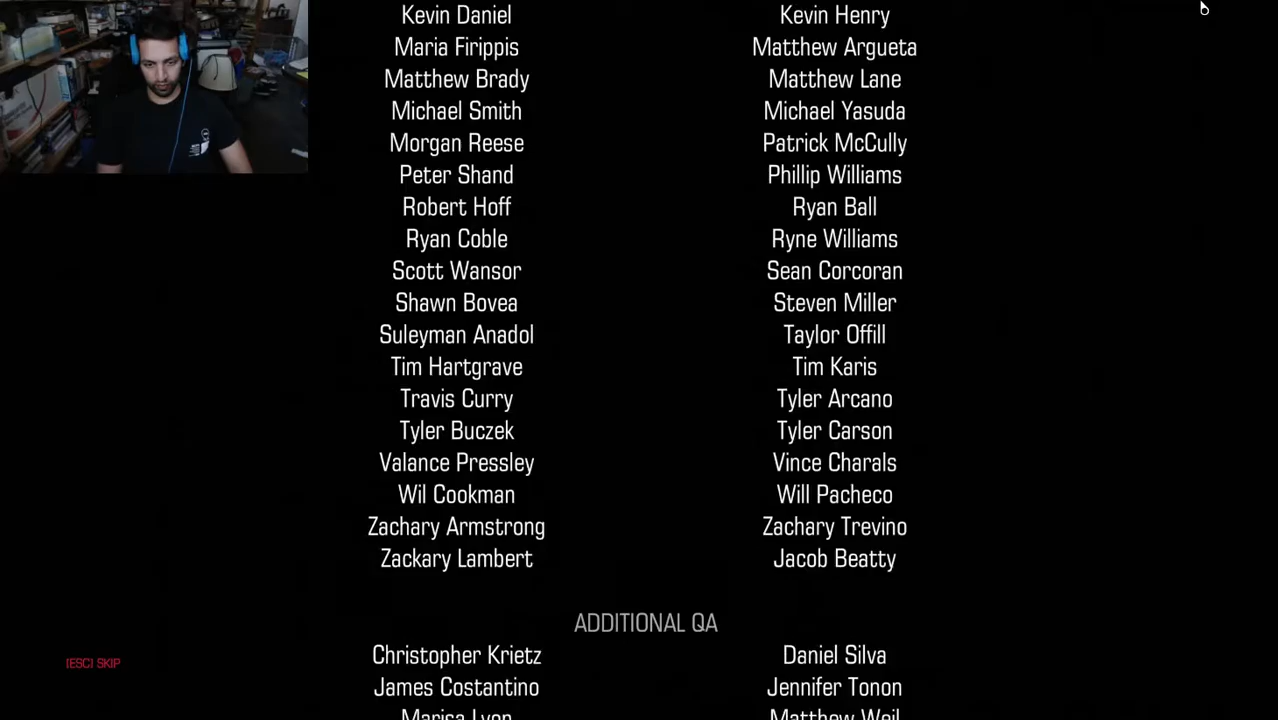 Kevin Daniel Kevin Henry
Maria Firippis Matthew Argueta
Matthew Brady Matthew Lane
Michael Smith Michael Yasuda
Morgan Reese Patrick McCully
Peter Shand Phillip Williams
Robert Hoff Ryan Ball
Ryan Coble Ryne Williams
Scott Wansor Sean Corcoran
Shawn Bovea Steven Miller
Suleyman Anadol Taylor Offill
Tim Hartgrave Tim Karis
Travis Curry Tyler Arcano
Tyler Buczek Tyler Carson
Valance Pressley Vince Charals
Wil Cookman Will Pacheco
Zachary Armstrong Zachary Trevino
Zackary Lambert Jacob Beatty
ADDITIONAL QA
Christopher Krietz Daniel Silva
[ESC] SKIP
James Costantino Jennifer Tonon
Marisa Lyon Matthew Weil